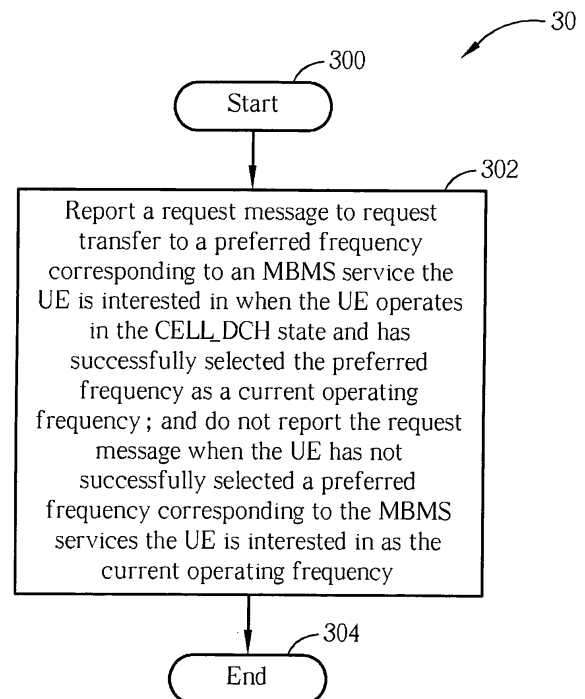 30
300
Start
302
Report a request message to request
transfer to a preferred frequency
corresponding to an MBMS service the
UE is interested in when the UE operates
in the CELL_DCH state and has
successfully selected the preferred
frequency as a current operating
frequency; and do not report the request
message when the UE has not
successfully selected a preferred
frequency corresponding to the MBMS
services the UE is interested in as the
current operating frequency
304
End